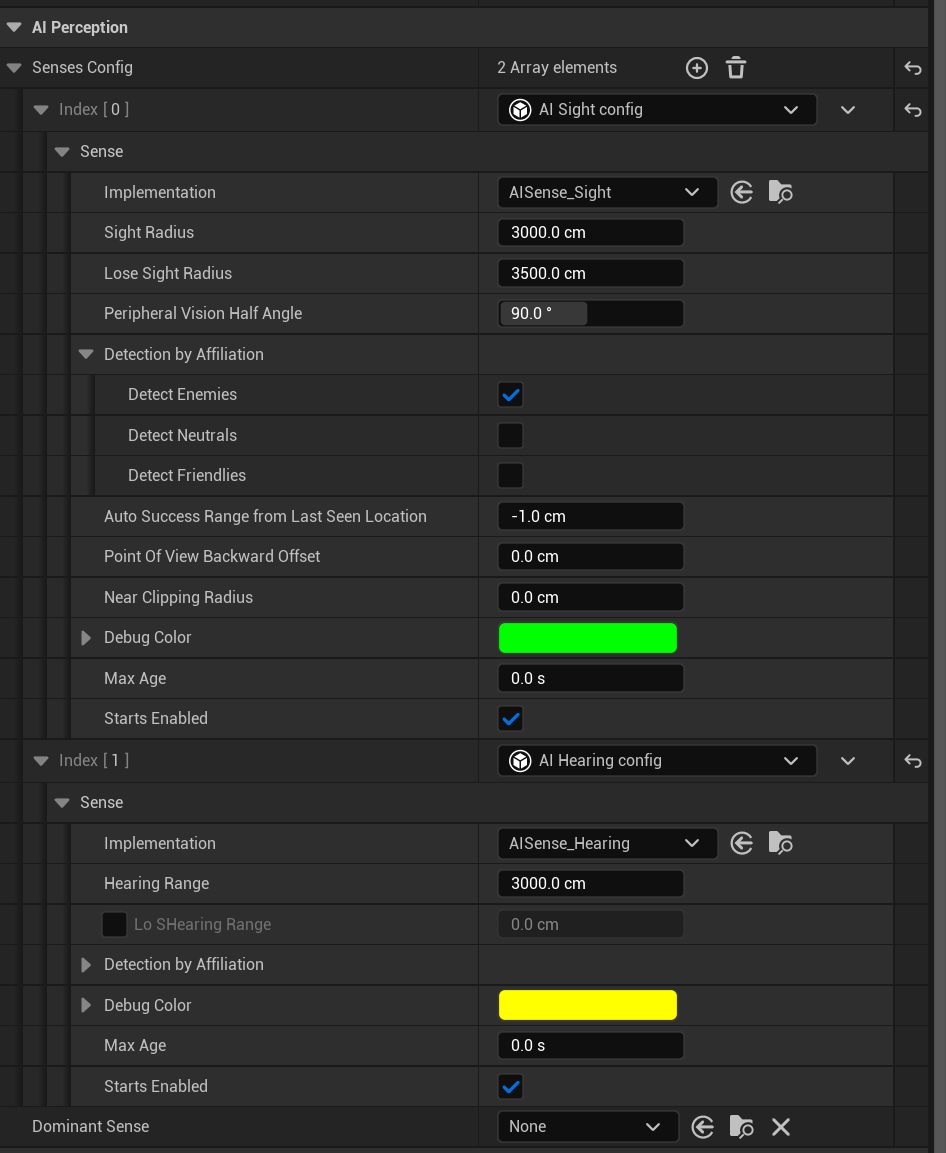 AI Perception
Senses Config 2 Array elements
Index [ 0 ] AI Sight config
Sense
Implementation AISense_Sight
Sight Radius 3000.0 cm
Lose Sight Radius 3500.0 cm
Peripheral Vision Half Angle 90.0 °
Detection by Affiliation
Detect Enemies
Detect Neutrals
Detect Friendlies
Auto Success Range from Last Seen Location -1.0 cm
Point Of View Backward Offset 0.0 cm
Near Clipping Radius 0.0 cm
Debug Color
Max Age 0.0 s
Starts Enabled
Index [ 1 ] AI Hearing config
Sense
Implementation AISense_Hearing
Hearing Range 3000.0 cm
Lo SHearing Range 0.0 cm
Detection by Affiliation
Debug Color
Max Age 0.0 s
Starts Enabled
Dominant Sense None